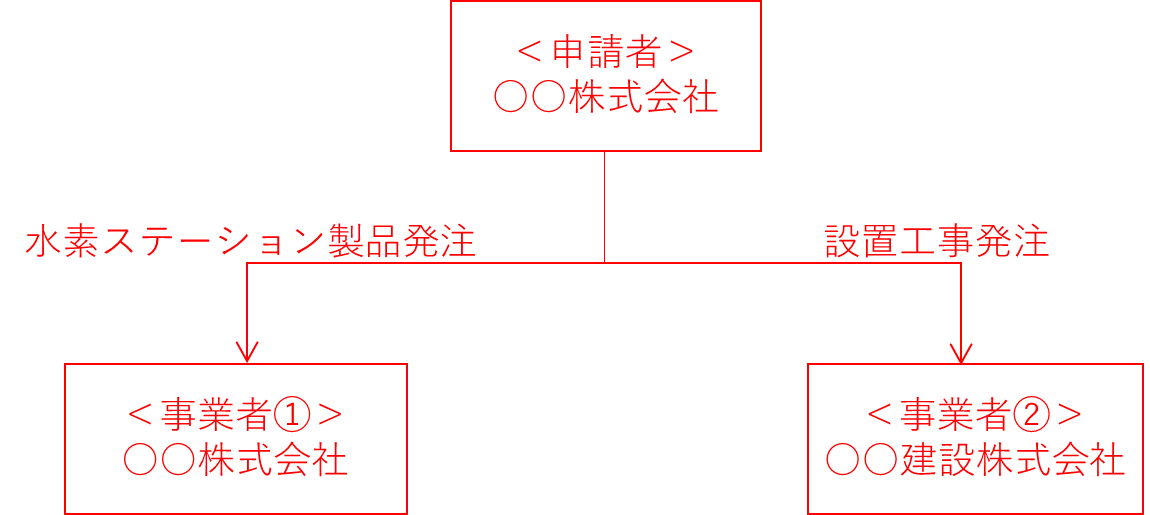 ＜申請者＞
〇〇株式会社
水素ステーション製品発注
設置工事発注
＜事業者①＞
〇〇株式会社
＜事業者②＞
〇〇建設株式会社